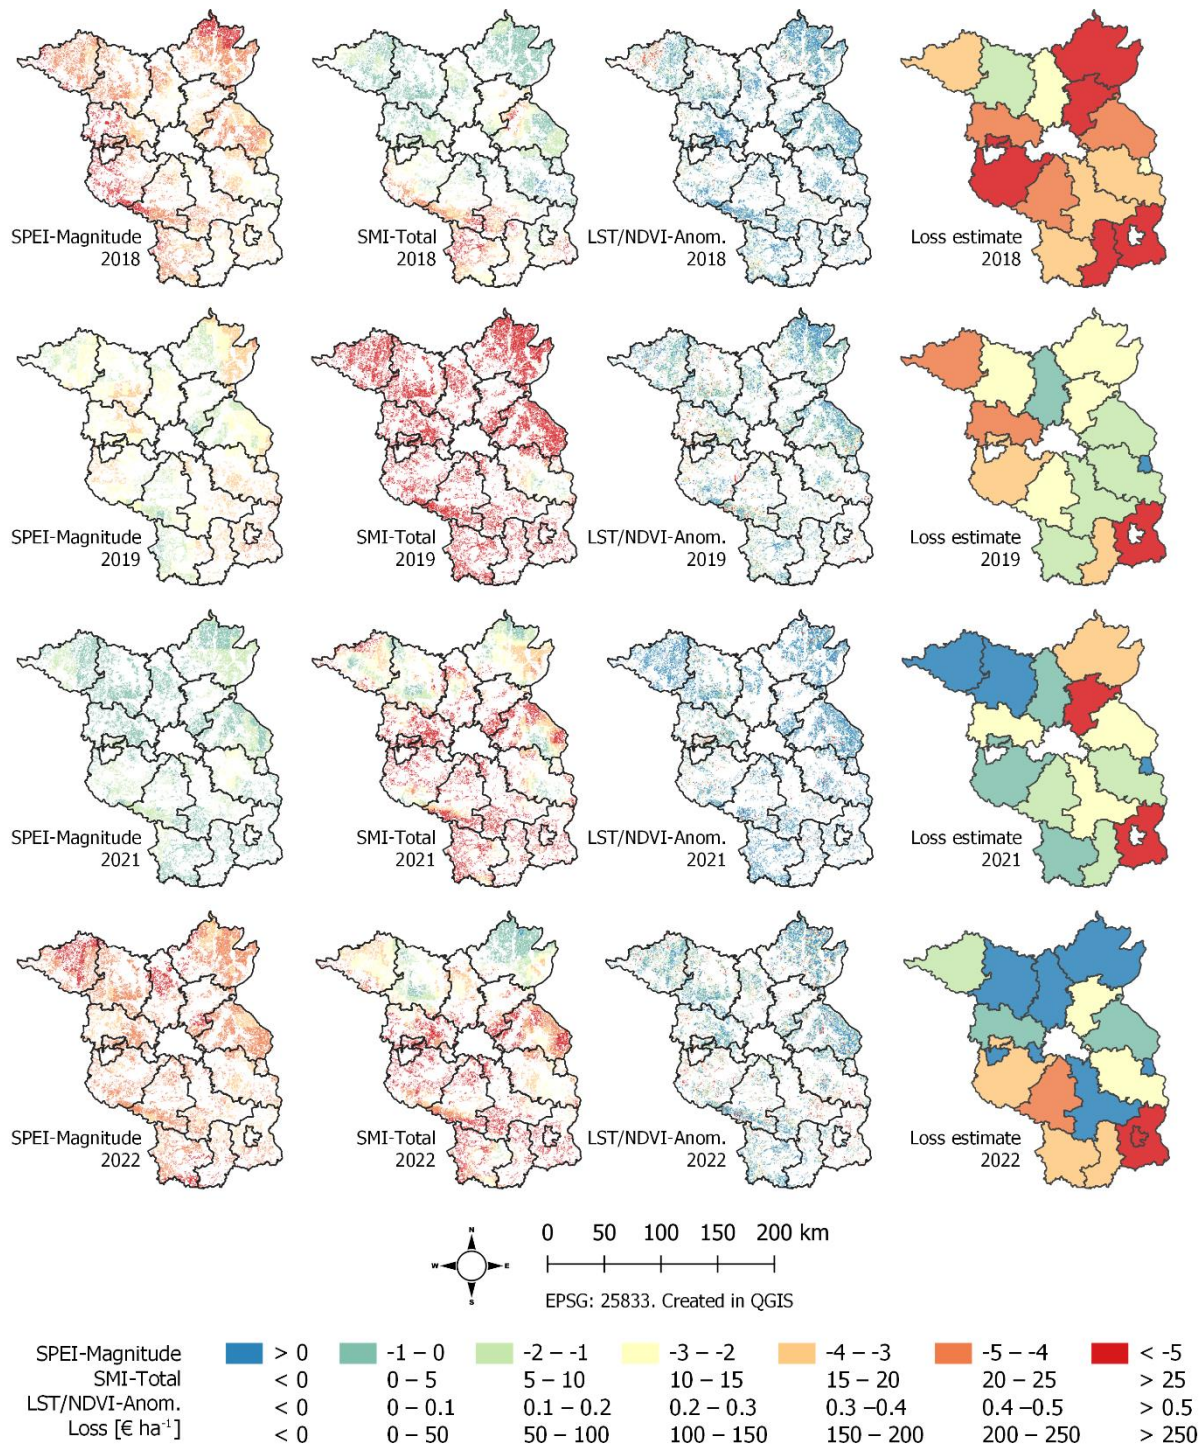 SPEI-Magnitude
2018
SMI-Total
2018
LST/NDVI-Anom.
2018
Loss estimate
2018
SPEI-Magnitude
2019
SMI-Total
2019
LST/NDVI-Anom.
2019
Loss estimate
2019
SPEI-Magnitude
2021
SMI-Total
2021
LST/NDVI-Anom.
2021
Loss estimate
2021
SPEI-Magnitude
2022
SMI-Total
2022
LST/NDVI-Anom.
2022
Loss estimate
2022
N
W E
S
0 50 100 150 200 km
EPSG: 25833. Created in QGIS
SPEI-Magnitude > 0 -1 – 0 -2 – -1 -3 – -2 -4 – -3 -5 – -4 < -5
SMI-Total < 0 0 – 5 5 – 10 10 – 15 15 – 20 20 – 25 > 25
LST/NDVI-Anom. < 0 0 – 0.1 0.1 – 0.2 0.2 – 0.3 0.3 –0.4 0.4 –0.5 > 0.5
Loss [€ ha⁻¹] < 0 0 – 50 50 – 100 100 – 150 150 – 200 200 – 250 > 250